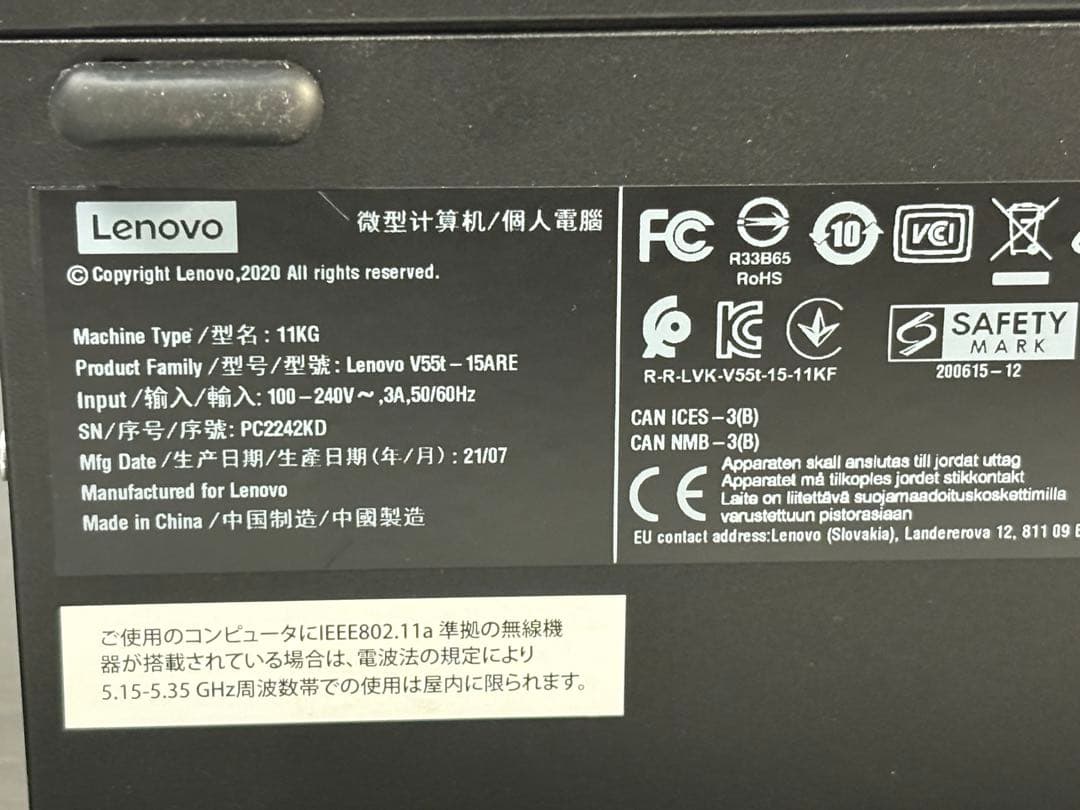 Lenovo
微型计算机/個人電腦
© Copyright Lenovo,2020 All rights reserved.
Machine Type /型名 : 11KG
Product Family /型号/型號: Lenovo V55t-15ARE
Input /输入/輸入: 100-240V~,3A,50/60Hz
SN/序号/序號: PC2242KD
Mfg Date /生产日期/生產日期(年/月) : 21/07
Manufactured for Lenovo
Made in China /中国制造/中國製造
FC
R33B65
RoHS
10
VCI
KC
SAFETY
MARK
R-R-LVK-V55t-15-11KF
200615-12
CAN ICES-3(B)
CAN NMB-3(B)
CE
Apparaten skall anslutas till jordat uttag
Apparatet må tilkoples jordet stikkontakt
Laite on liitettävä suojamaadoituskoskettimilla
varustettuun pistorasiaan
EU contact address:Lenovo (Slovakia), Landererova 12, 811 09
ご使用のコンピュータにIEEE802.11a 準拠の無線機
器が搭載されている場合は、電波法の規定により
5.15-5.35 GHz周波数帯での使用は屋内に限られます。